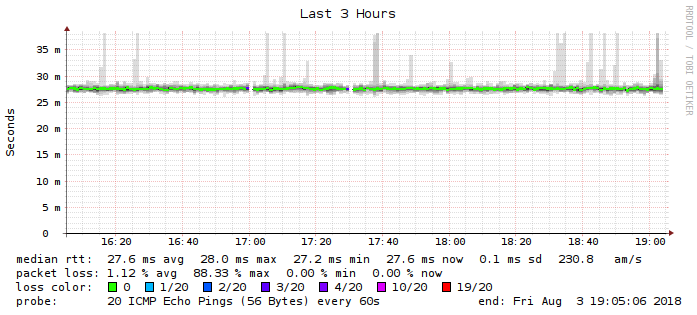 Last 3 Hours
RRDTOOL / TOBI OETIKER
Seconds
35 m
30 m
25 m
20 m
15 m
10 m
5 m
0
16:20 16:40 17:00 17:20 17:40 18:00 18:20 18:40 19:00
median rtt: 27.6 ms avg 28.0 ms max 27.2 ms min 27.6 ms now 0.1 ms sd 230.8 am/s
packet loss: 1.12 % avg 88.33 % max 0.00 % min 0.00 % now
loss color: 0 1/20 2/20 3/20 4/20 10/20 19/20
probe: 20 ICMP Echo Pings (56 Bytes) every 60s end: Fri Aug 3 19:05:06 2018